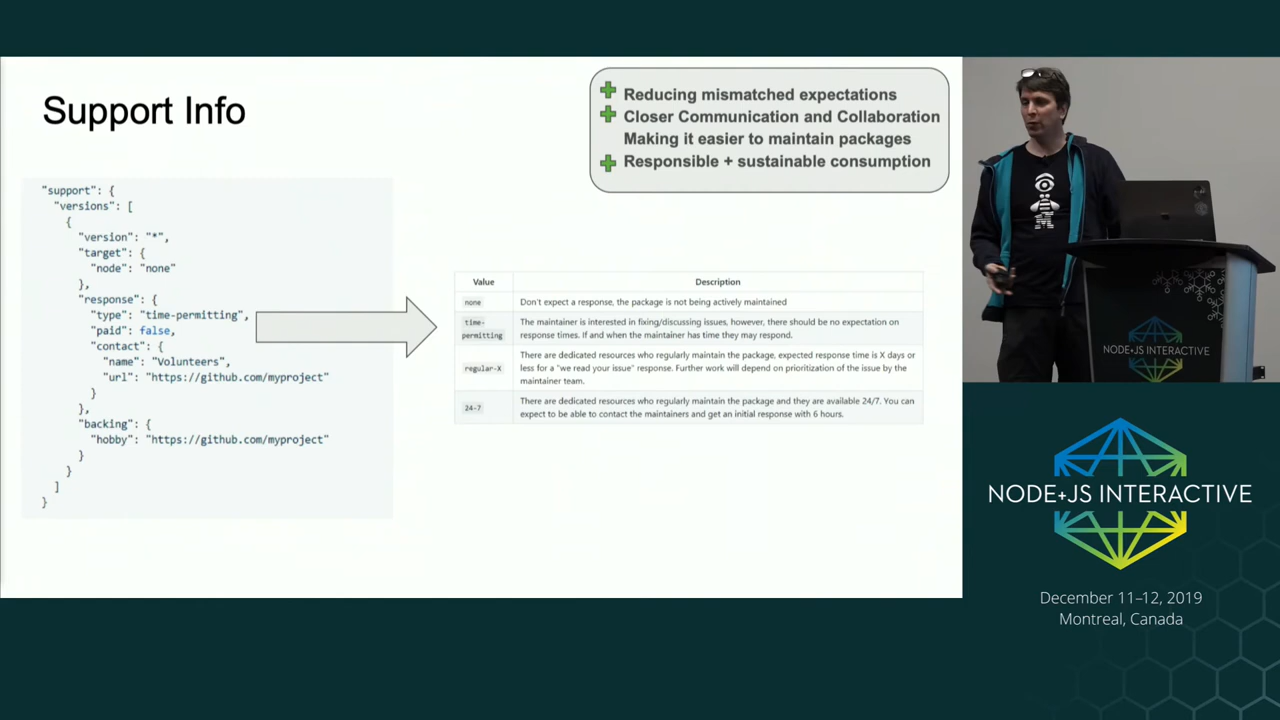 Support Info
Reducing mismatched expectations
Closer Communication and Collaboration
Making it easier to maintain packages
Responsible + sustainable consumption
"support": {
"versions": [
{
"version": "*",
"target": {
"node": "none"
},
"response": {
"type": "time-permitting",
"paid": false,
"contact": {
"name": "Volunteers",
"url": "https://github.com/myproject"
}
},
"backing": {
"hobby": "https://github.com/myproject"
}
}
]
}
Value Description
none Don't expect a response, the package is not being actively maintained
time-
permitting
The maintainer is interested in fixing/discussing issues, however, there should be no expectation on
response times. If and when the maintainer has time they may respond.
regular-X
There are dedicated resources who regularly maintain the package, expected response time is X days or
less for a "we read your issue" response. Further work will depend on prioritization of the issue by the
maintainer team.
24-7
There are dedicated resources who regularly maintain the package and they are available 24/7. You can
expect to be able to contact the maintainers and get an initial response with 6 hours.
NODE+JS INTERACTIVE
NODE+JS INTERACTIVE
December 11–12, 2019
Montreal, Canada